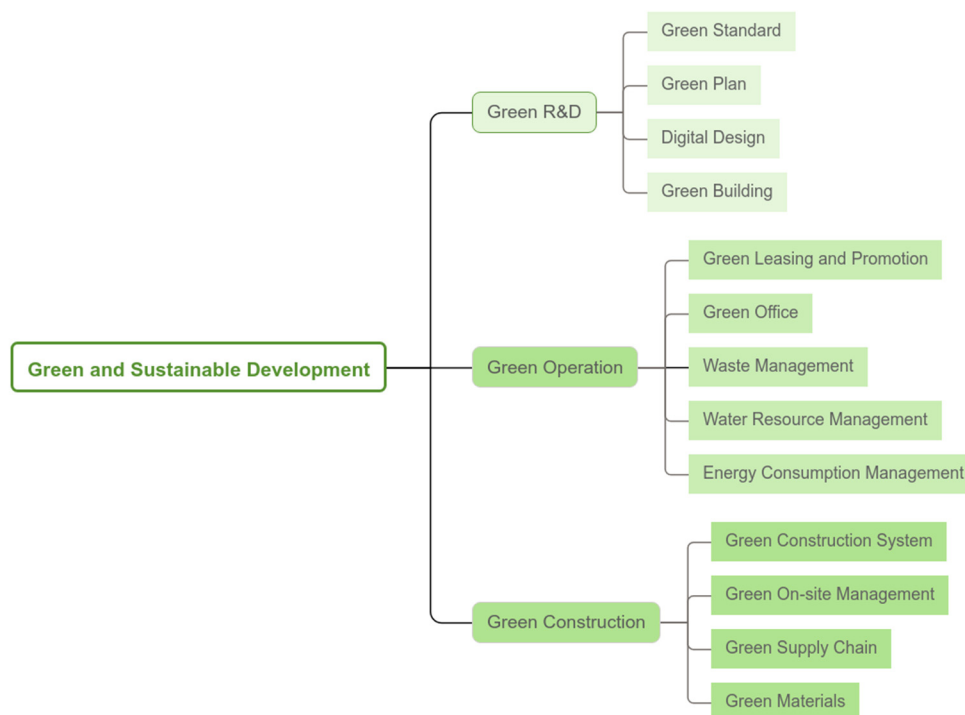 Green and Sustainable Development
Green R&D
Green Standard
Green Plan
Digital Design
Green Building
Green Operation
Green Leasing and Promotion
Green Office
Waste Management
Water Resource Management
Energy Consumption Management
Green Construction
Green Construction System
Green On-site Management
Green Supply Chain
Green Materials